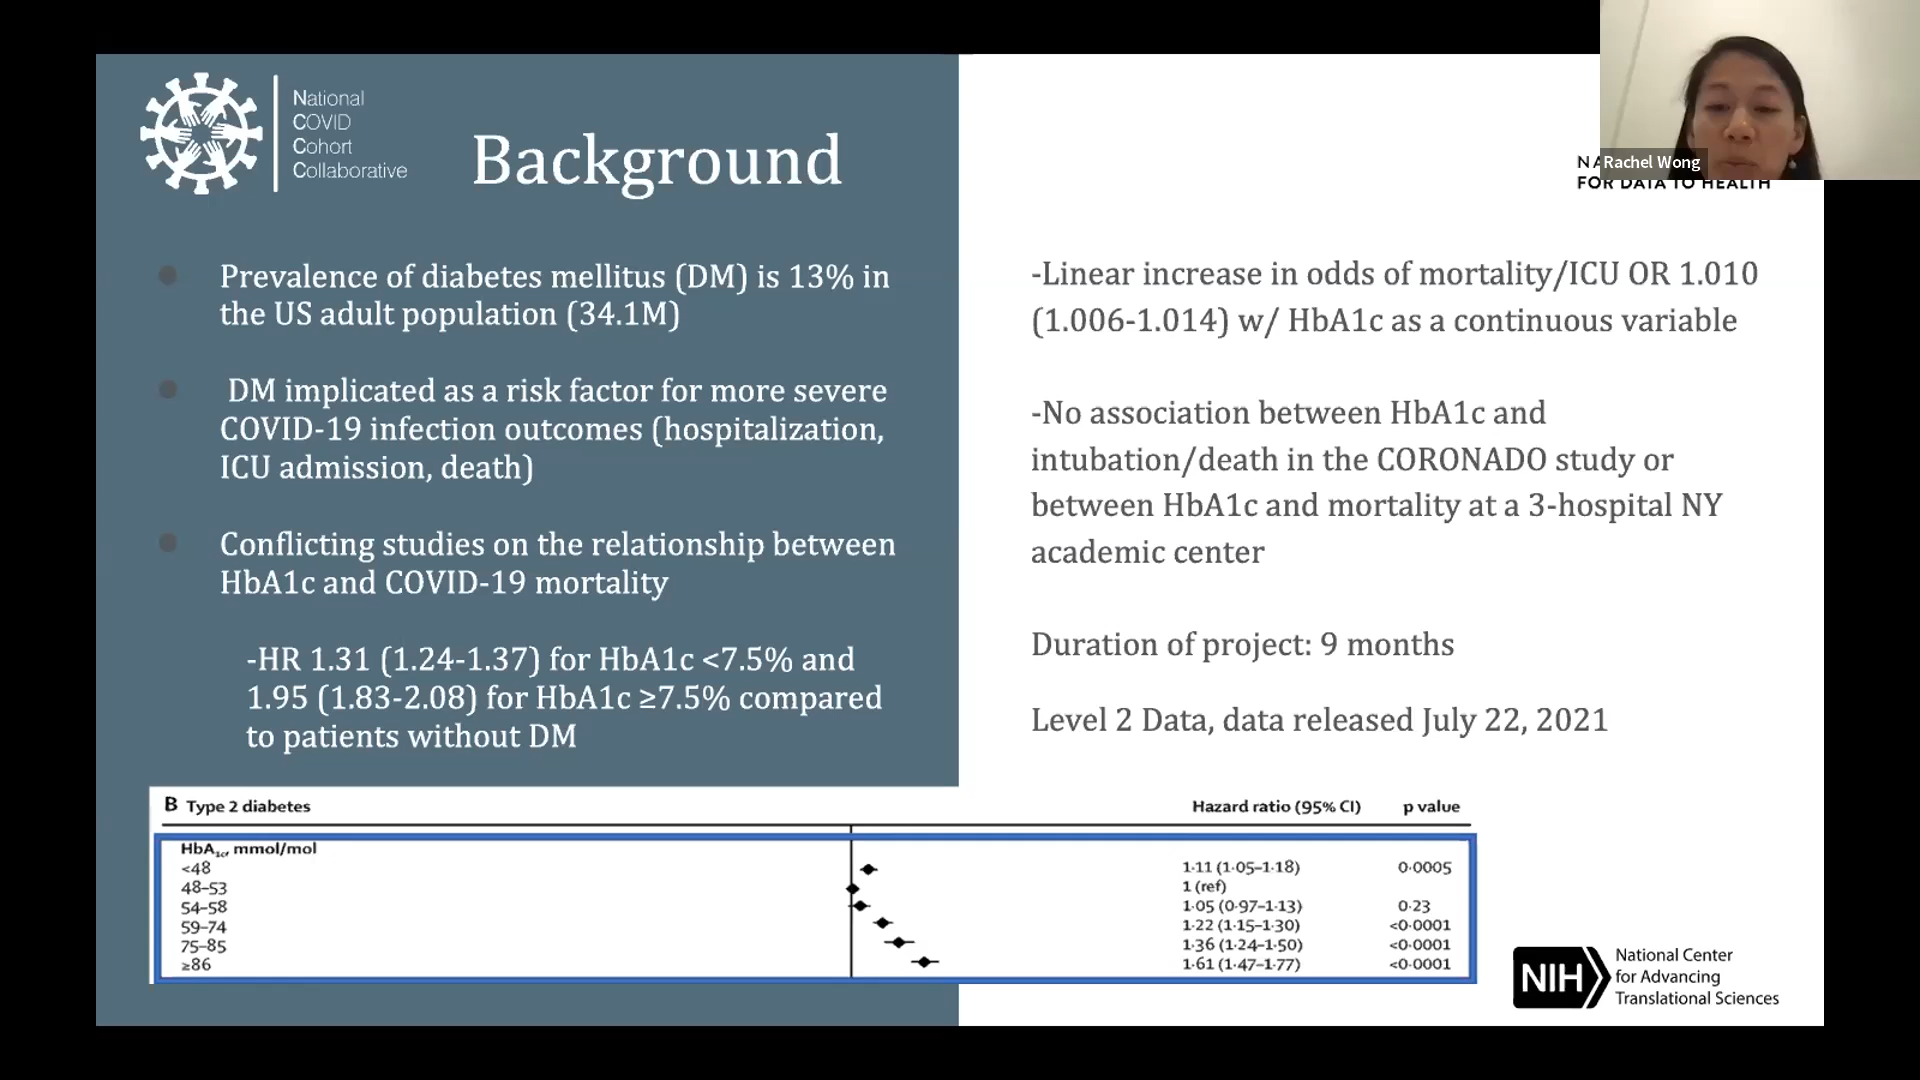 National
COVID
Cohort
Collaborative
Background
Prevalence of diabetes mellitus (DM) is 13% in
the US adult population (34.1M)
DM implicated as a risk factor for more severe
COVID-19 infection outcomes (hospitalization,
ICU admission, death)
Conflicting studies on the relationship between
HbA1c and COVID-19 mortality
-HR 1.31 (1.24-1.37) for HbA1c <7.5% and
1.95 (1.83-2.08) for HbA1c ≥7.5% compared
to patients without DM
Rachel Wong
FOR DATA TO HEALTH
-Linear increase in odds of mortality/ICU OR 1.010
(1.006-1.014) w/ HbA1c as a continuous variable
-No association between HbA1c and
intubation/death in the CORONADO study or
between HbA1c and mortality at a 3-hospital NY
academic center
Duration of project: 9 months
Level 2 Data, data released July 22, 2021
B Type 2 diabetes Hazard ratio (95% CI) p value
HbA1c, mmol/mol
<48 1·11 (1·05–1·18) 0·0005
48–53 1 (ref)
54–58 1·05 (0·97–1·13) 0·23
59–74 1·22 (1·15–1·30) <0·0001
75–85 1·36 (1·24–1·50) <0·0001
≥86 1·61 (1·47–1·77) <0·0001
NIH
National Center
for Advancing
Translational Sciences